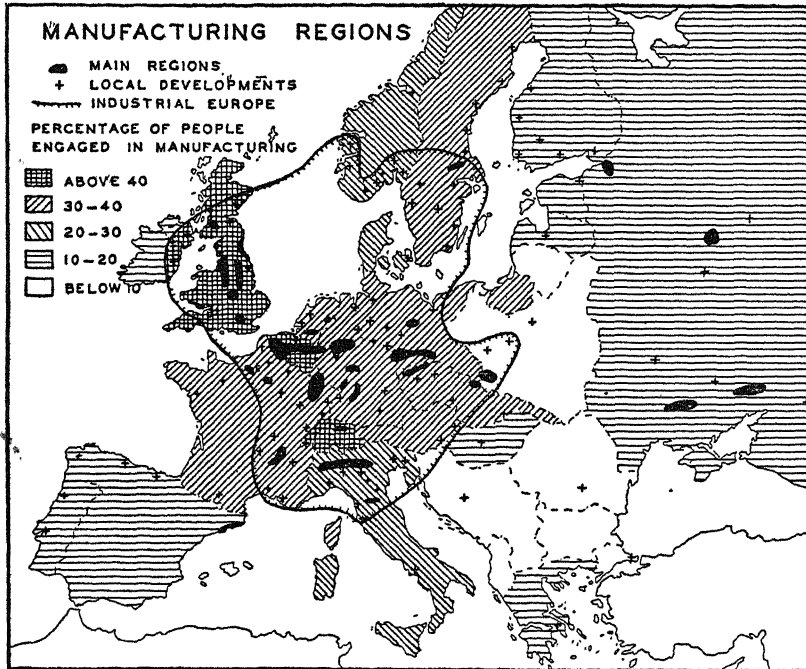 MANUFACTURING REGIONS
MAIN REGIONS
+ LOCAL DEVELOPMENTS
INDUSTRIAL EUROPE
PERCENTAGE OF PEOPLE
ENGAGED IN MANUFACTURING
ABOVE 40
30-40
20-30
10-20
BELOW 10